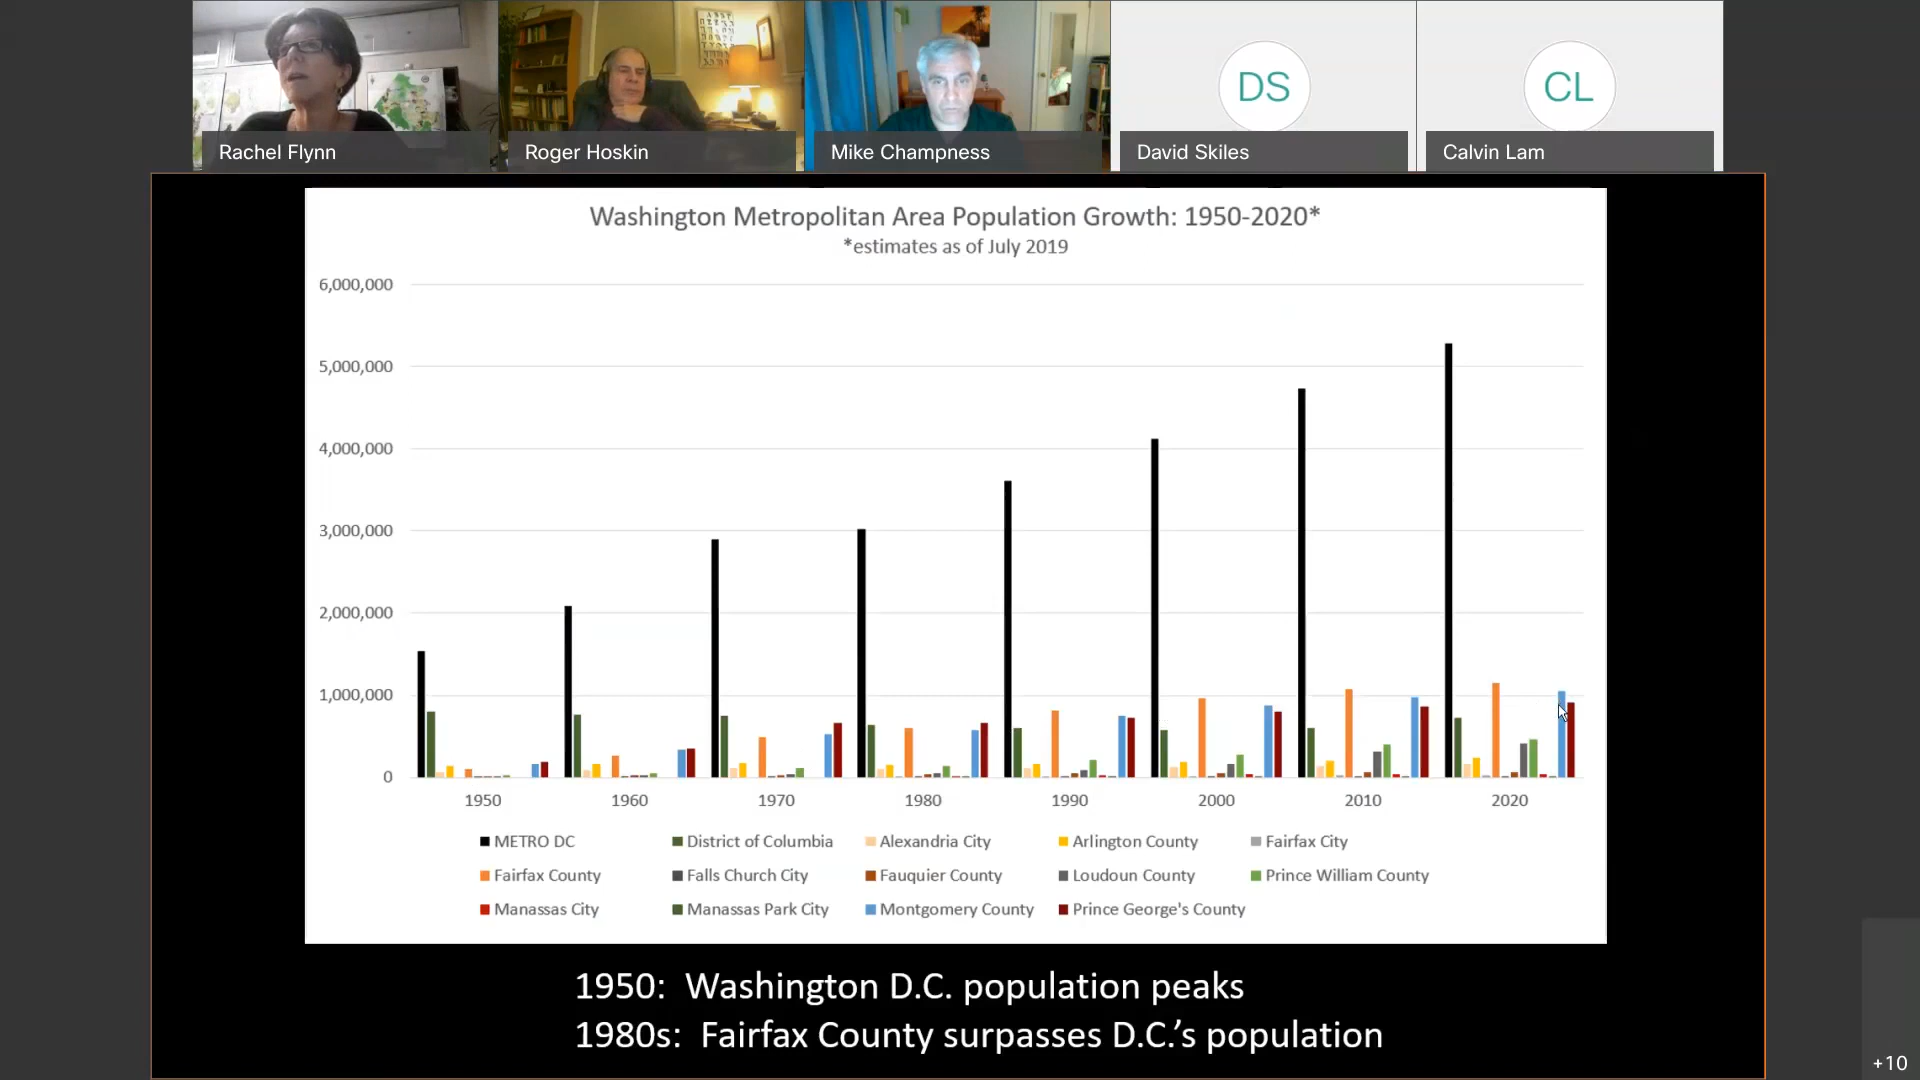 DS
CL
Rachel Flynn
Roger Hoskin
Mike Champness
David Skiles
Calvin Lam
Washington Metropolitan Area Population Growth: 1950-2020*
*estimates as of July 2019
6,000,000
5,000,000
4,000,000
3,000,000
2,000,000
1,000,000
0
1950 1960 1970 1980 1990 2000 2010 2020
METRO DC District of Columbia Alexandria City Arlington County Fairfax City
Fairfax County Falls Church City Fauquier County Loudoun County Prince William County
Manassas City Manassas Park City Montgomery County Prince George's County
1950: Washington D.C. population peaks
1980s: Fairfax County surpasses D.C.’s population
+10